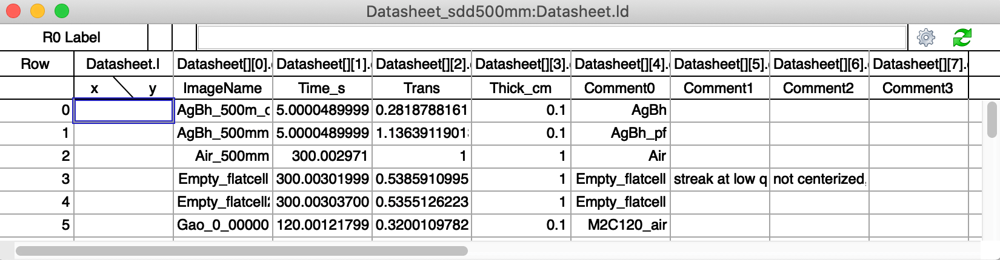 Datasheet_sdd500mm:Datasheet.ld
R0 Label
Row Datasheet.l Datasheet[][0]. Datasheet[][1]. Datasheet[][2]. Datasheet[][3]. Datasheet[][4]. Datasheet[][5]. Datasheet[][6]. Datasheet[][7].
x y ImageName Time_s Trans Thick_cm Comment0 Comment1 Comment2 Comment3
0 AgBh_500m_c 5.0000489999 0.2818788161 0.1 AgBh
1 AgBh_500mm 5.0000489999 1.1363911901 0.1 AgBh_pf
2 Air_500mm 300.002971 1 1 Air
3 Empty_flatcell 300.00301999 0.5385910995 1 Empty_flatcell streak at low q not centerized,
4 Empty_flatcell2 300.00303700 0.5355126223 1 Empty_flatcell
5 Gao_0_00000 120.00121799 0.3200109782 0.1 M2C120_air